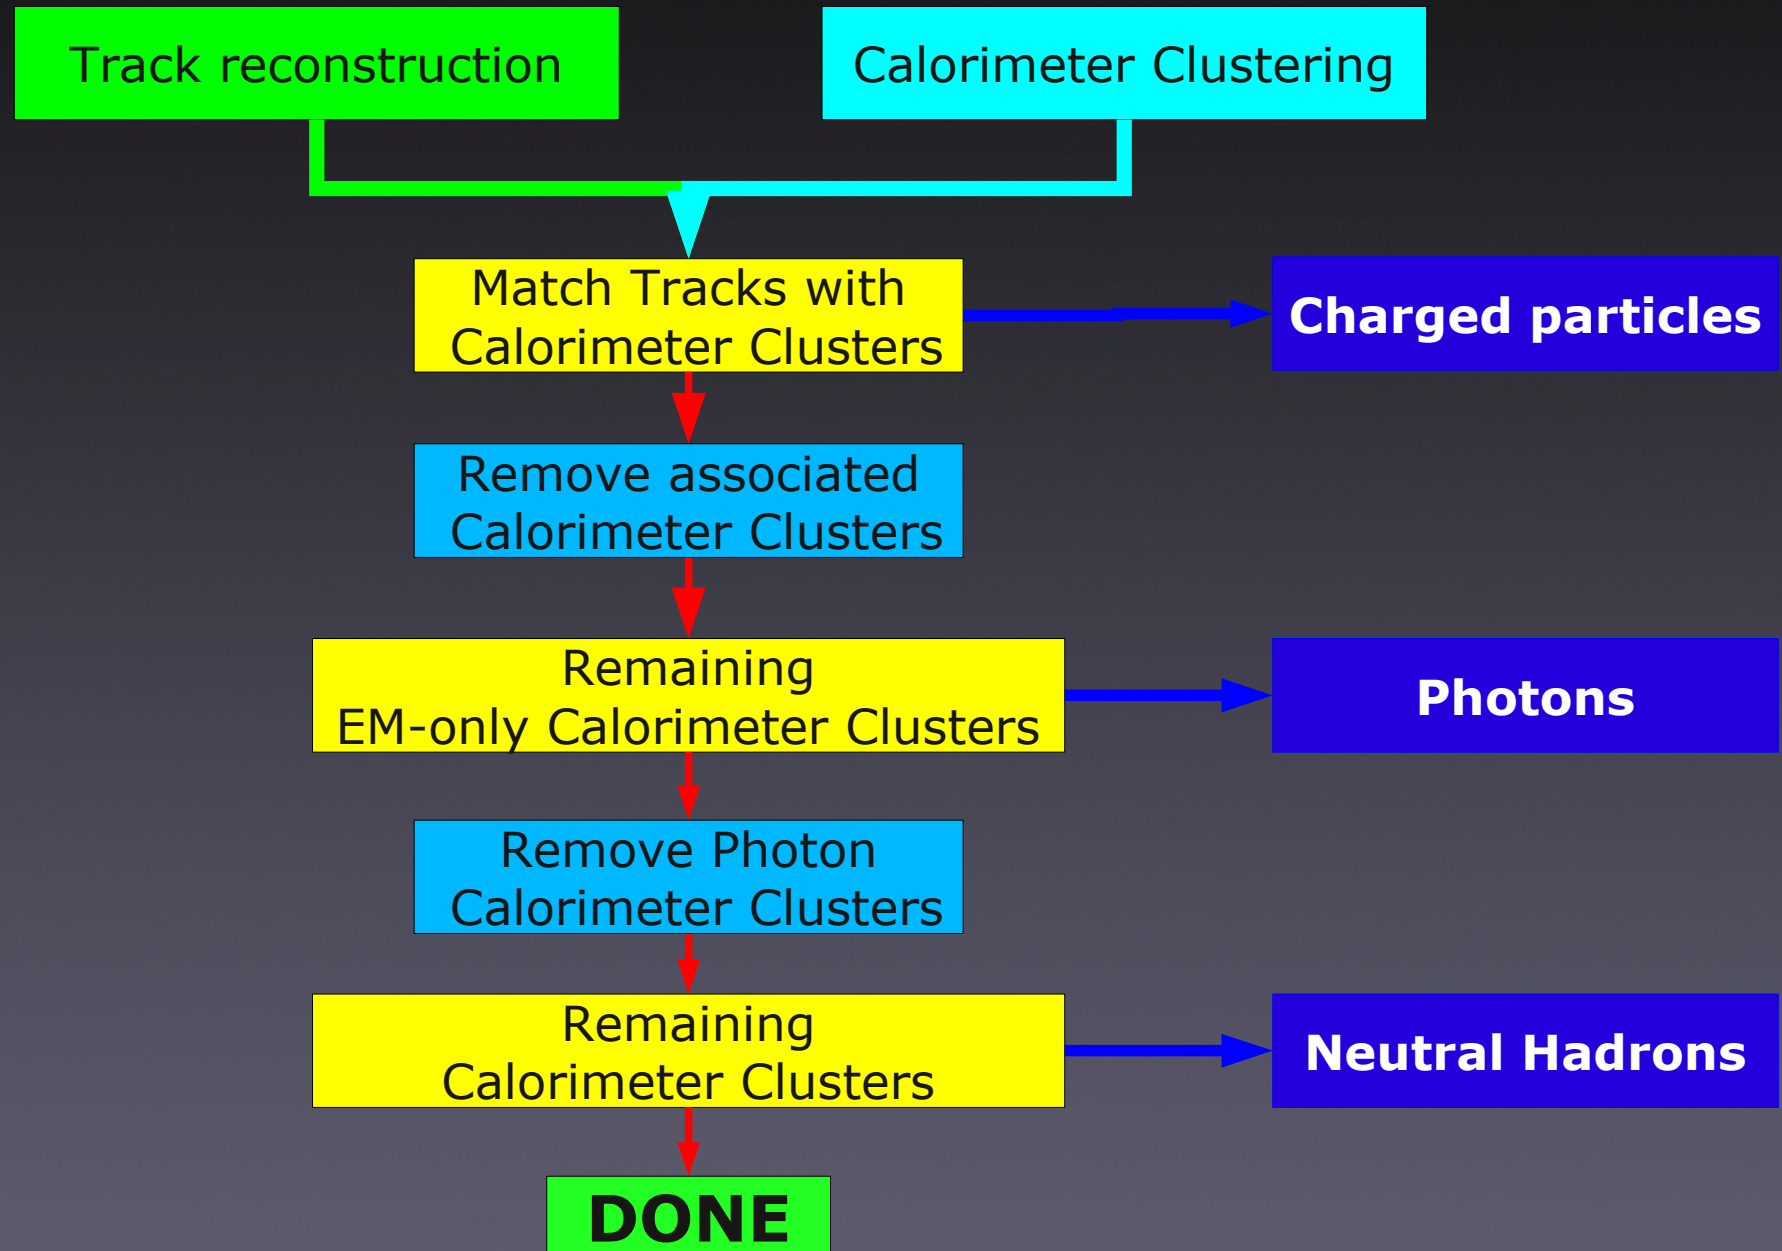 Track reconstruction
Calorimeter Clustering
Match Tracks with
Calorimeter Clusters
Charged particles
Remove associated
Calorimeter Clusters
Remaining
EM-only Calorimeter Clusters
Photons
Remove Photon
Calorimeter Clusters
Remaining
Calorimeter Clusters
Neutral Hadrons
DONE